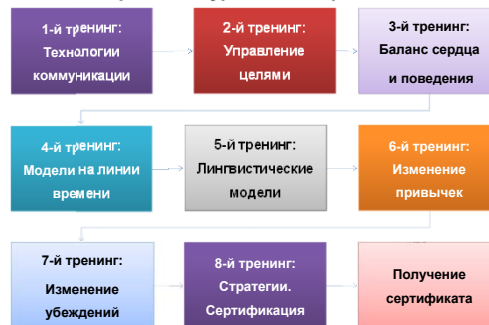 1-й тренинг:
Технологии
коммуникации
2-й тренинг:
Управление
целями
3-й тренинг:
Баланс сердца
и поведения
4-й тренинг:
Модели на линии
времени
5-й тренинг:
Лингвистические
модели
6-й тренинг:
Изменение
привычек
7-й тренинг:
Изменение
убеждений
8-й тренинг:
Стратегии.
Сертификация
Получение
сертификата